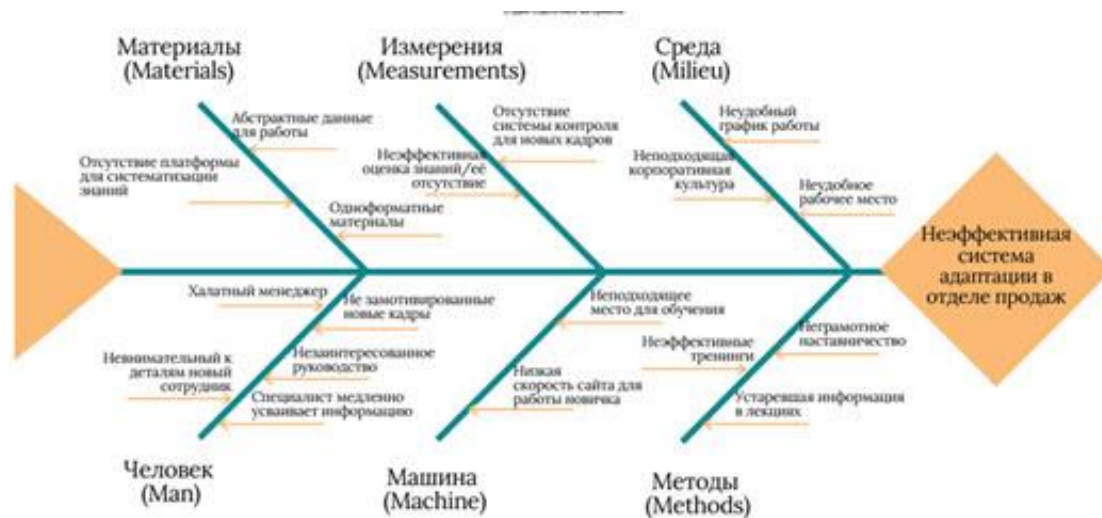 Материалы
(Materials)
Измерения
(Measurements)
Среда
(Milieu)
Абстрактные данные
для работы
Отсутствие платформы
для систематизации
знаний
Одноформатные
материалы
Отсутствие
системы контроля
для новых кадров
Неэффективная
оценка знаний/её
отсутствие
Неудобный
график работы
Неподходящая
корпоративная
культура
Неудобное
рабочее место
Неэффективная
система
адаптации в
отделе продаж
Халатный менеджер
Не замотивированные
новые кадры
Незаинтересованное
руководство
Невнимательный к
деталям новый
сотрудник
Специалист медленно
усваивает информацию
Неподходящее
место для обучения
Низкая
скорость сайта для
работы новичка
Неграмотное
наставничество
Неэффективные
тренинги
Устаревшая информация
в лекциях
Человек
(Man)
Машина
(Machine)
Методы
(Methods)